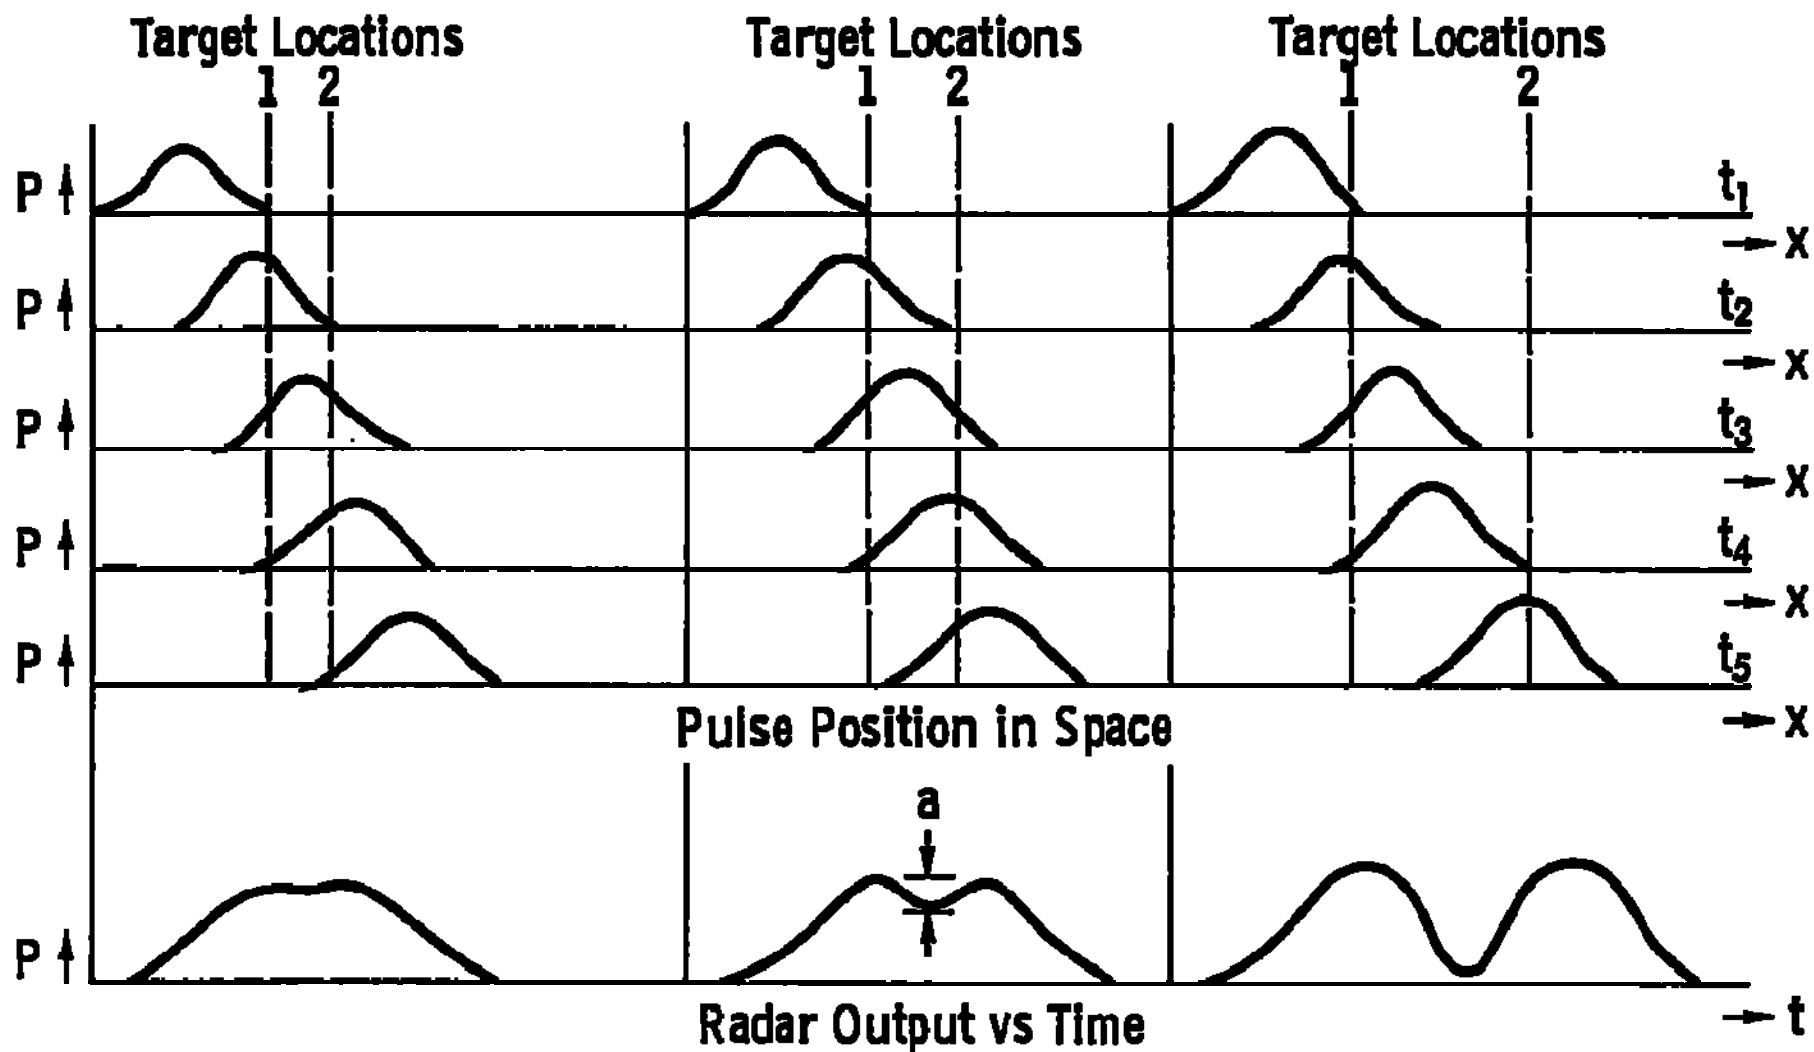 Target Locations Target Locations Target Locations
1 2 1 2 1 2
P t1
X
P t2
X
P t3
X
P t4
X
P t5
X
Pulse Position in Space
a
P
t
Radar Output vs Time